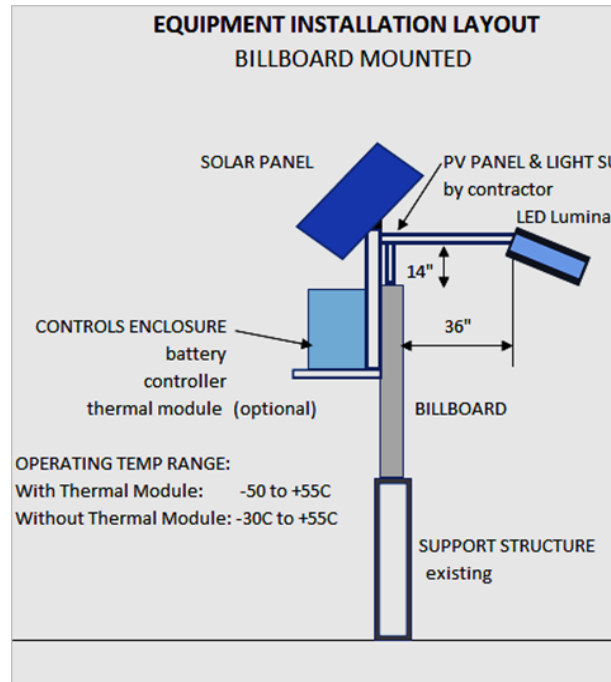 EQUIPMENT INSTALLATION LAYOUT
BILLBOARD MOUNTED
SOLAR PANEL
PV PANEL & LIGHT
by contractor
LED
14"
36"
CONTROLS ENCLOSURE
battery
controller
thermal module (optional)
BILLBOARD
OPERATING TEMP RANGE:
With Thermal Module: -50 to +55C
Without Thermal Module: -30C to +55C
SUPPORT STRUCTURE
existing